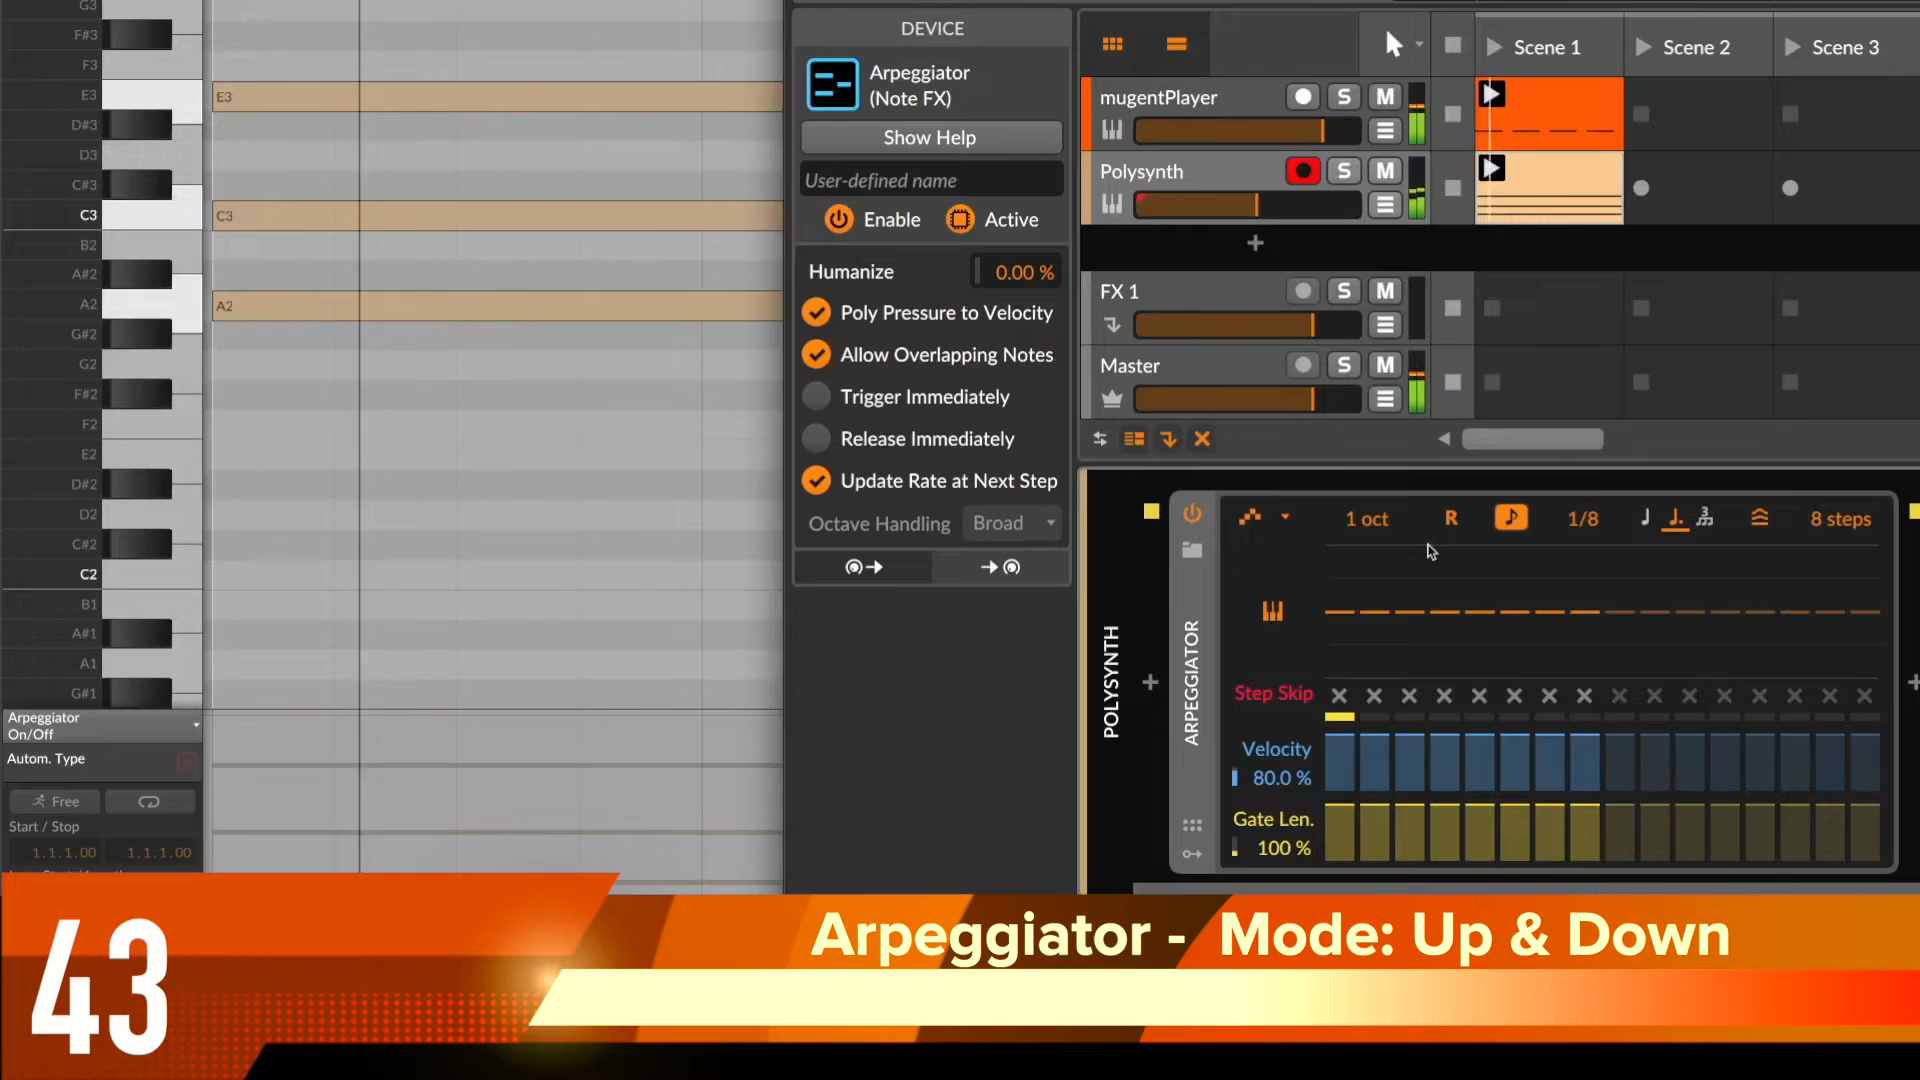 G3
F#3
F3
E3
D#3
D3
C#3
C3
B2
A#2
A2
G#2
G2
F#2
F2
E2
D#2
D2
C#2
C2
B1
A#1
A1
G#1
E3
C3
A2
Arpeggiator
On/Off
Autom. Type
Free
Start / Stop
1.1.1.00 1.1.1.00
DEVICE
Arpeggiator
(Note FX)
Show Help
User-defined name
Enable Active
Humanize 0.00 %
Poly Pressure to Velocity
Allow Overlapping Notes
Trigger Immediately
Release Immediately
Update Rate at Next Step
Octave Handling Broad
Scene 1 Scene 2 Scene 3
mugentPlayer S M
Polysynth S M
FX 1 S M
Master S M
POLYSYNTH
ARPEGGIATOR
1 oct R 1/8 3 8 steps
Step Skip
Velocity
80.0 %
Gate Len.
100 %
43
Arpeggiator - Mode: Up & Down